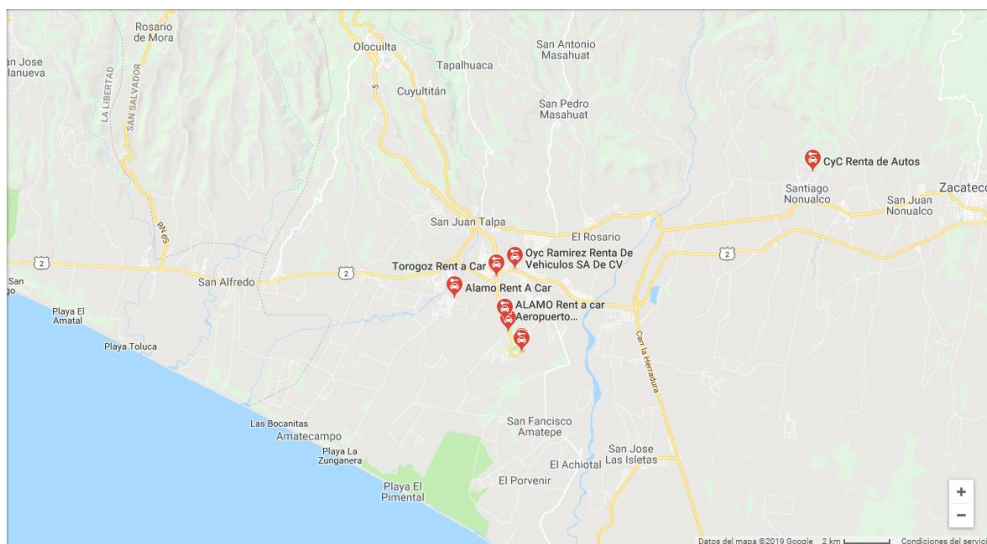 Rosario
de Mora
Olocuilta
San Antonio
Masahuat
an Jose
llanueva
Tapalhuaca
Cuyultitán
LA LIBERTAD
SAN SALVADOR
5
San Pedro
Masahuat
CyC Renta de Autos
Santiago
Nonualco
Zacateco
San Juan
Nonualco
San Juan Talpa
RN 5S
El Rosario
2
Oyc Ramirez Renta De
Vehiculos SA De CV
Torogoz Rent a Car
2
2
San Alfredo
Alamo Rent A Car
San
go
ALAMO Rent a car
Aeropuerto...
Playa El
Amatal
Playa Toluca
Carr la Herradura
Las Bocanitas
Amatecampo
San Fancisco
Amatepe
Playa La
Zunganera
San Jose
Las Isletas
El Achiotal
El Porvenir
Playa El
Pimental
+
−
Datos del mapa ©2019 Google 2 km Condiciones del servici